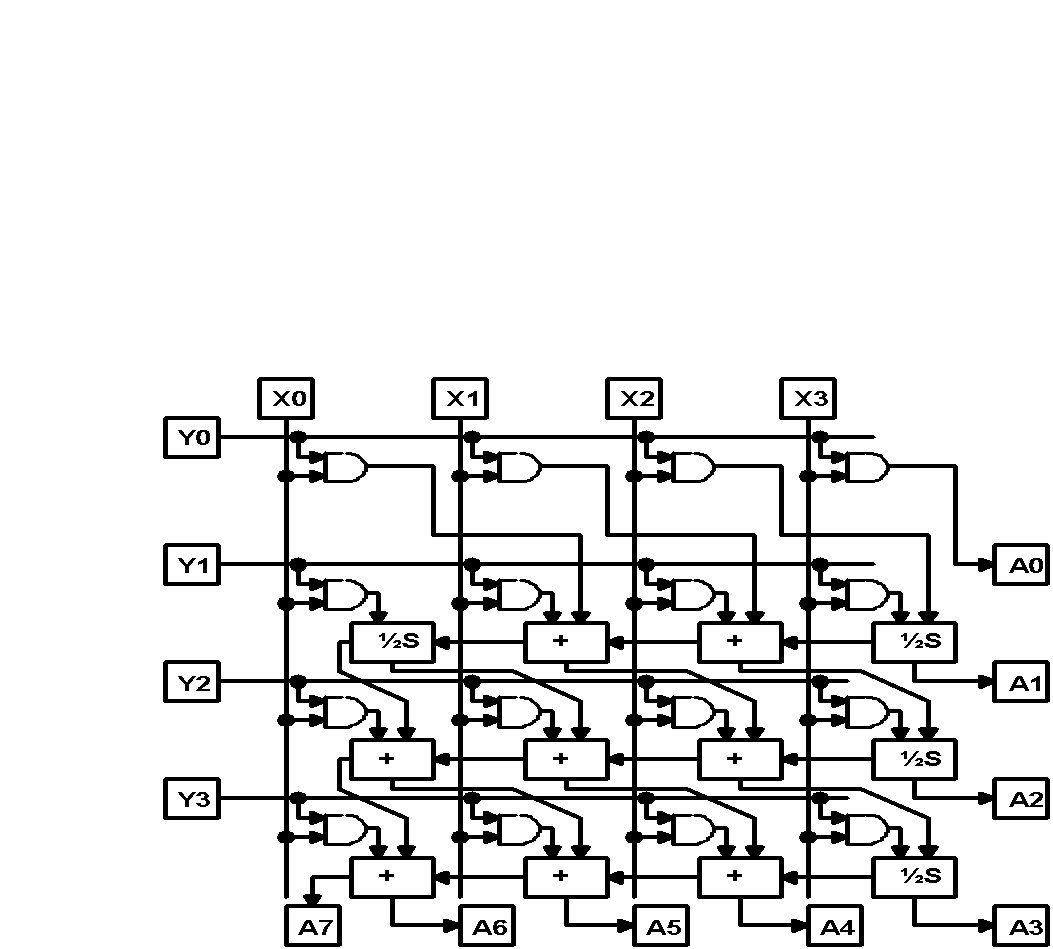 X0 X1 X2 X3
Y0
Y1 A0
½S + + ½S
Y2 A1
+ + + ½S
Y3 A2
+ + + ½S
A7 A6 A5 A4 A3